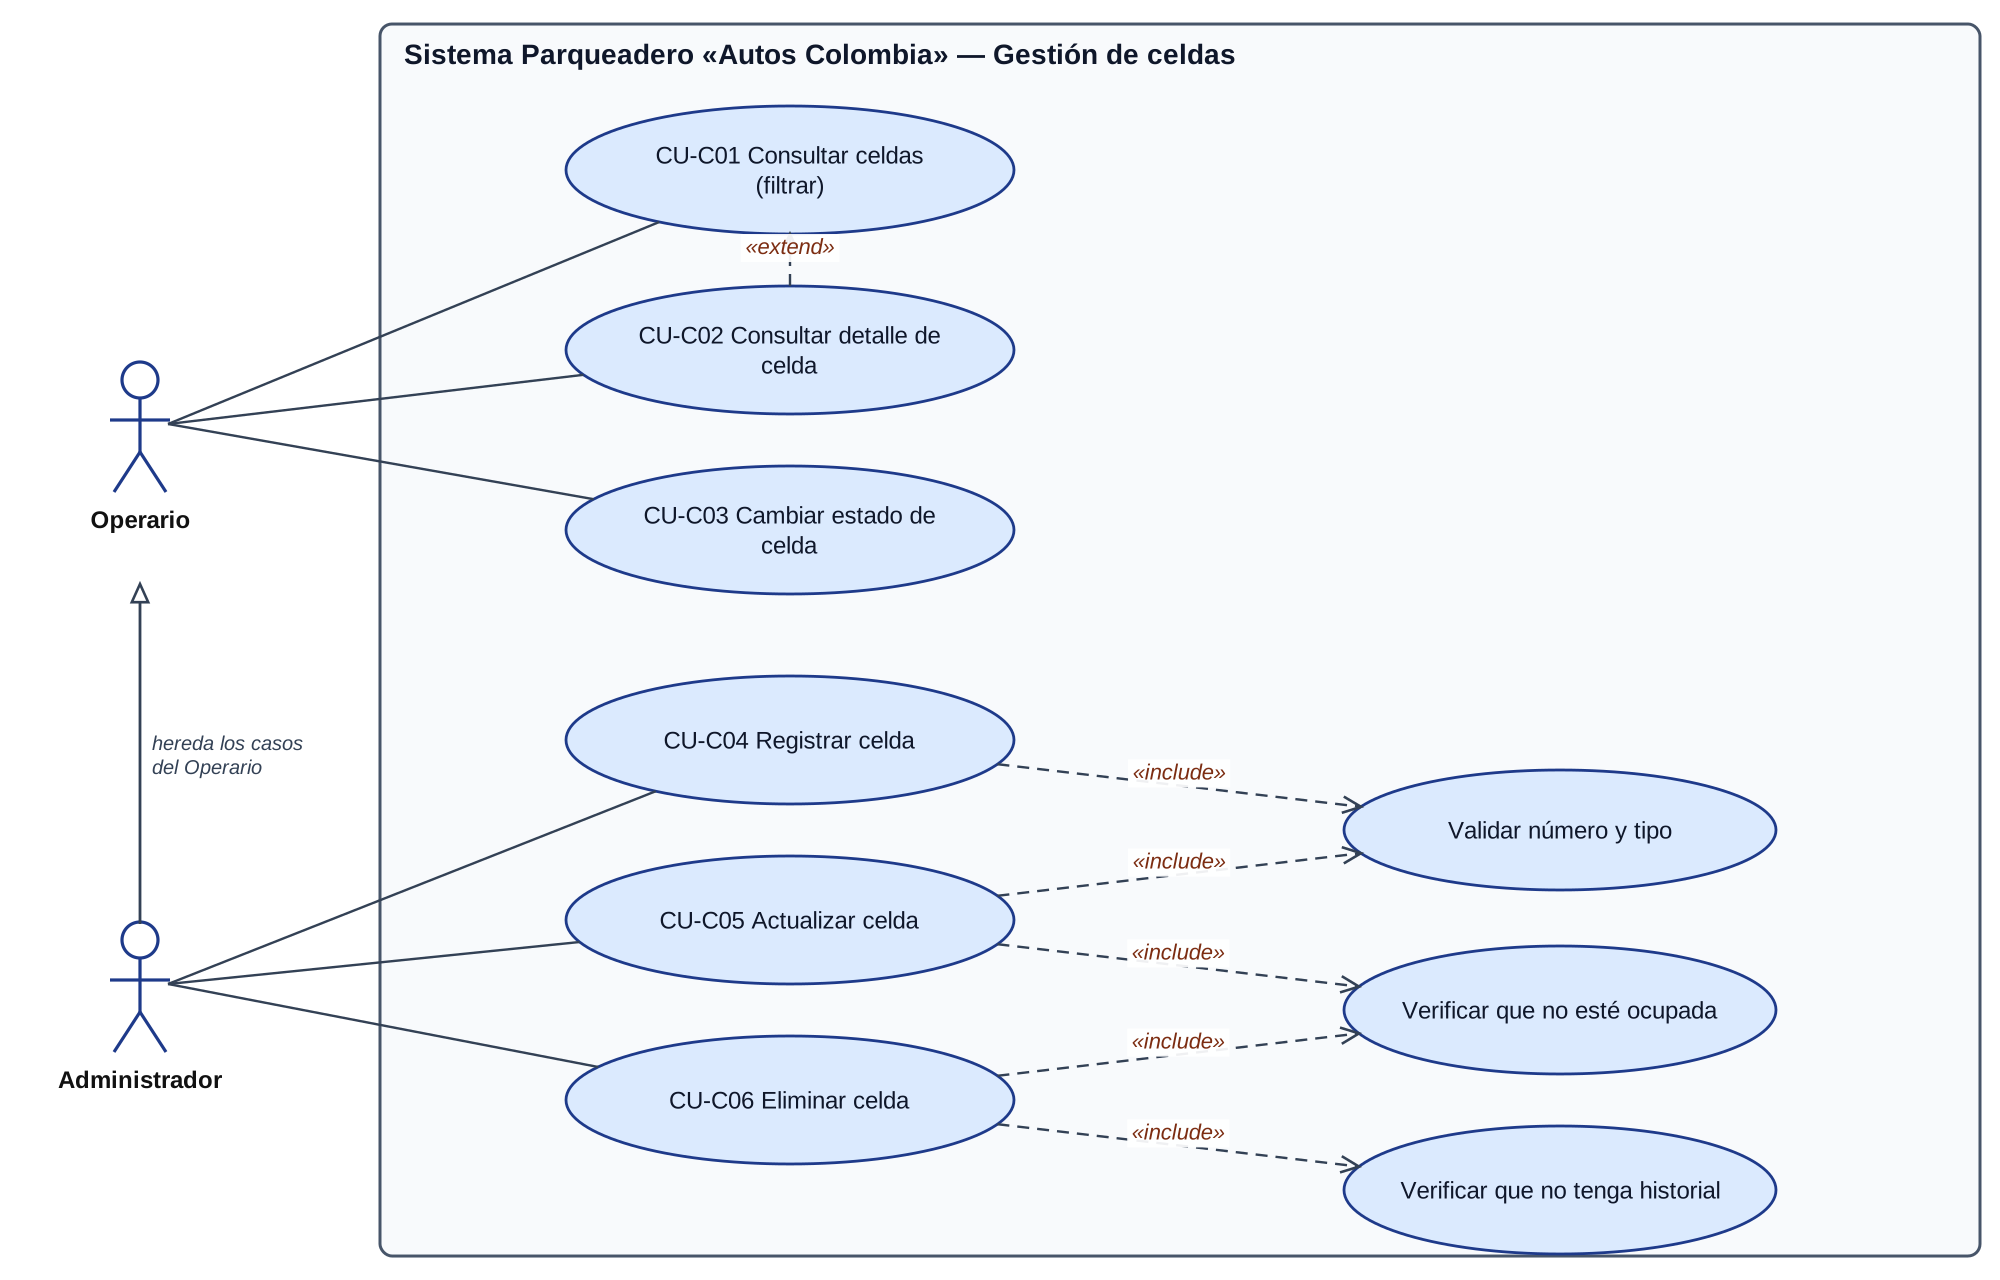 Sistema Parqueadero «Autos Colombia» — Gestión de celdas
CU-C01 Consultar celdas
(filtrar)
«extend»
CU-C02 Consultar detalle de
celda
CU-C03 Cambiar estado de
celda
Operario
hereda los casos
del Operario
CU-C04 Registrar celda
«include»
Validar número y tipo
«include»
CU-C05 Actualizar celda
«include»
Verificar que no esté ocupada
«include»
Administrador
CU-C06 Eliminar celda
«include»
Verificar que no tenga historial